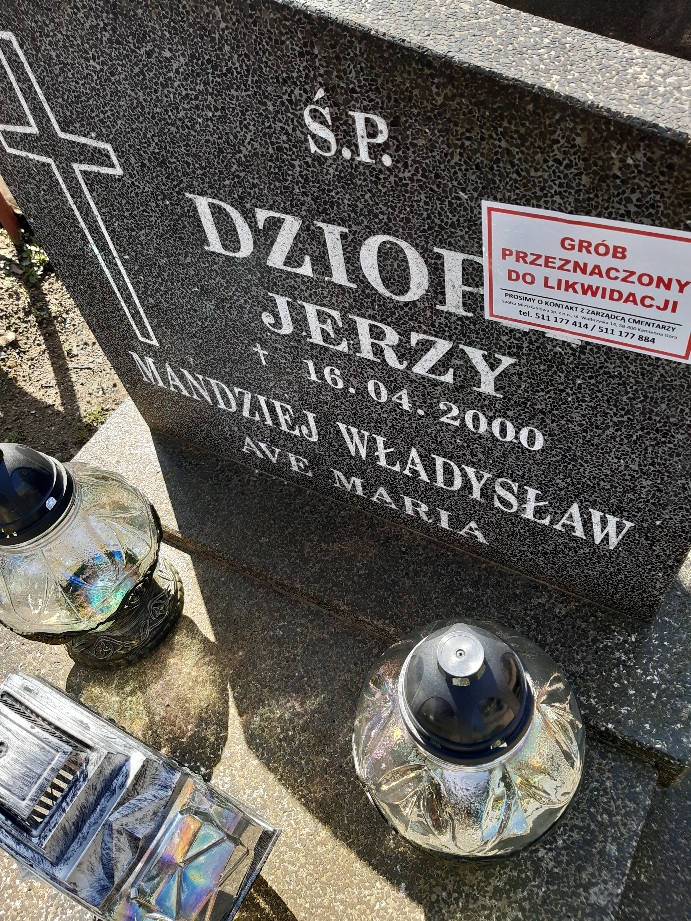 Ś.P.
JERZY
† 16.04.2000
MANDZIEJ WŁADYSŁAW
AVE MARIA
GRÓB
PRZEZNACZONY
DO LIKWIDACJI
PROSIMY O KONTAKT Z ZARZĄDCĄ CMENTARZY
tel. 511 177 414 / 511 177 884